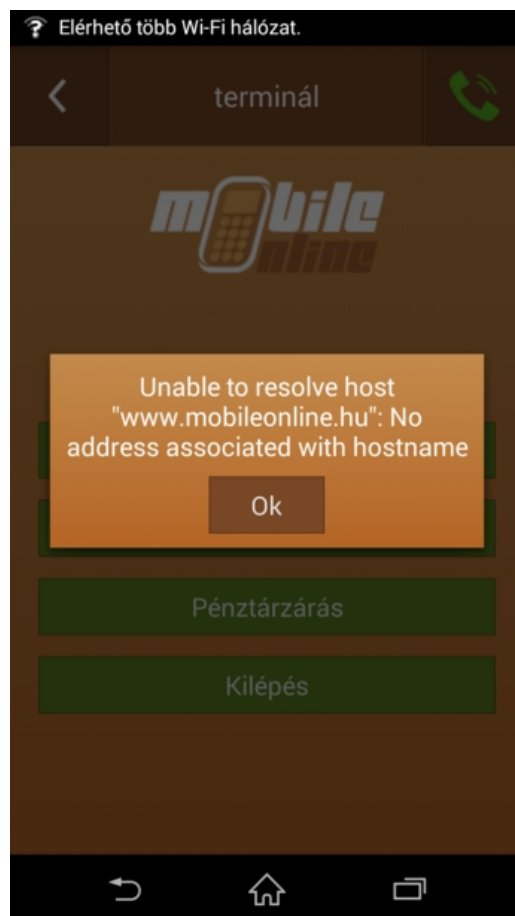 Elérhető több Wi-Fi hálózat.
terminál
mobile
online
Unable to resolve host
"www.mobileonline.hu": No
address associated with hostname
Ok
Pénztárzárás
Kilépés